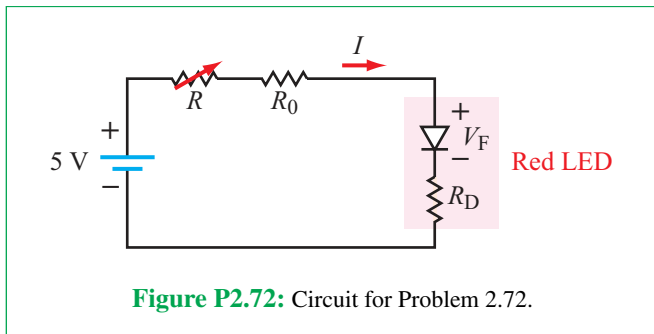 I
R
R0
+
5 V
−
+
VF
−
RD
Red LED
Figure P2.72: Circuit for Problem 2.72.